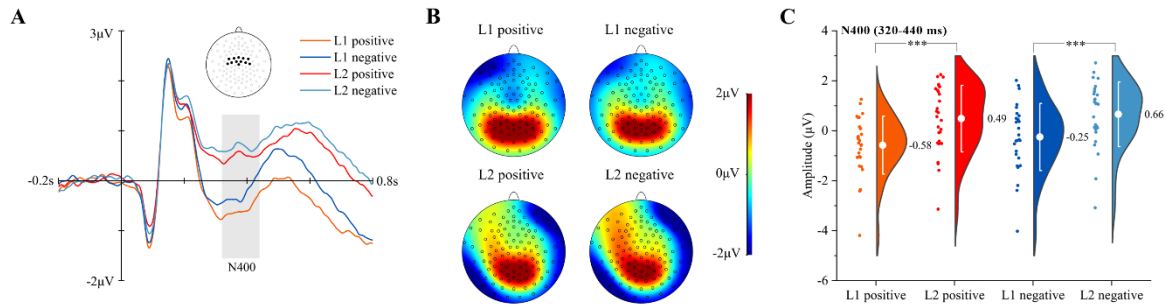 A
3μV
L1 positive
L1 negative
L2 positive
L2 negative
-0.2s
0.8s
N400
-2μV
B
L1 positive
L1 negative
L2 positive
L2 negative
2μV
0μV
-2μV
C
N400 (320-440 ms)
***
***
Amplitude (μV)
6
4
2
0
-2
-4
-6
-0.58
0.49
-0.25
0.66
L1 positive
L2 positive
L1 negative
L2 negative